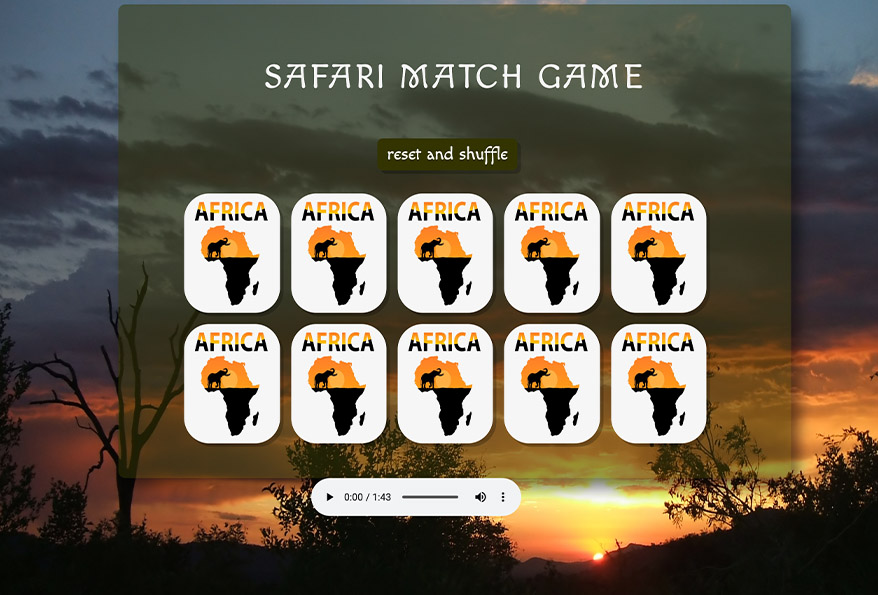 SAFARI MATCH GAME
reset and shuffle
AFRICA AFRICA AFRICA AFRICA AFRICA
AFRICA AFRICA AFRICA AFRICA AFRICA
0:00 / 1:43